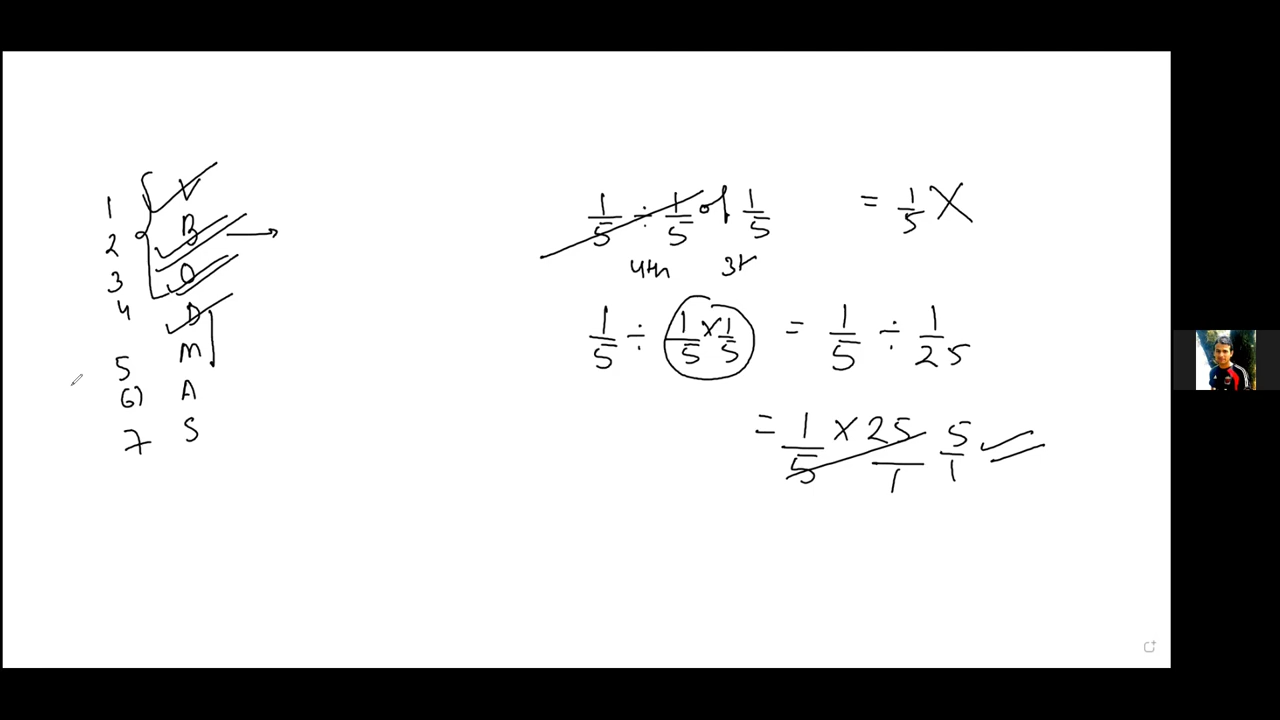 1 V
2 B →
3 O
4 D
5 M
6) A
7 S
1/5 ÷ 1/5 of 1/5 = 1/5 X
4th 3r
1/5 ÷ 1/5 × 1/5 = 1/5 ÷ 1/25
= 1/5 × 25/1 5/1